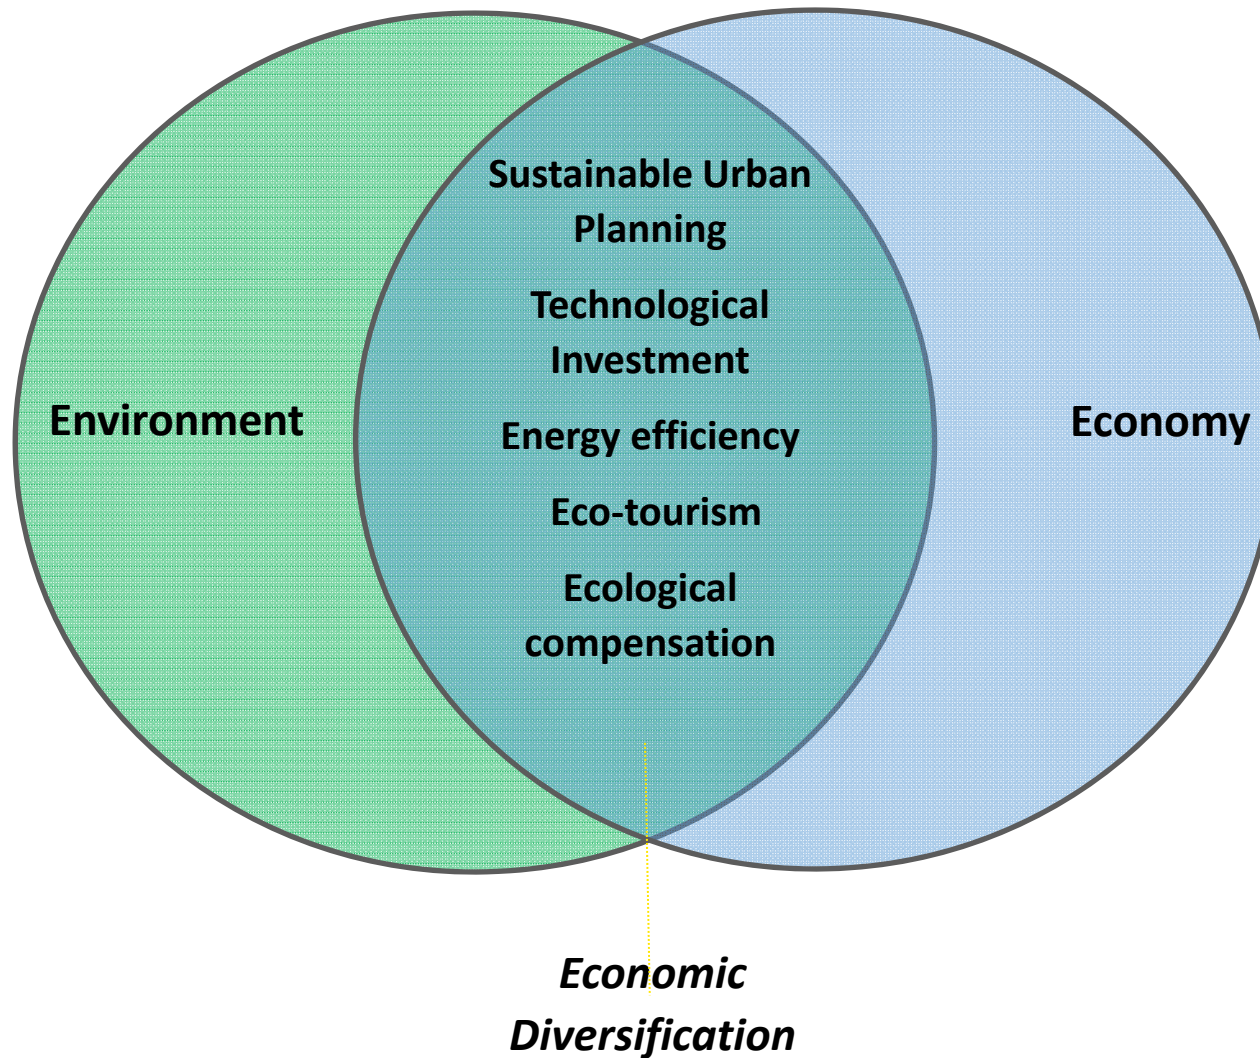 Sustainable Urban
Planning
Technological
Investment
Environment
Economy
Energy efficiency
Eco-tourism
Ecological
compensation
Economic
Diversification